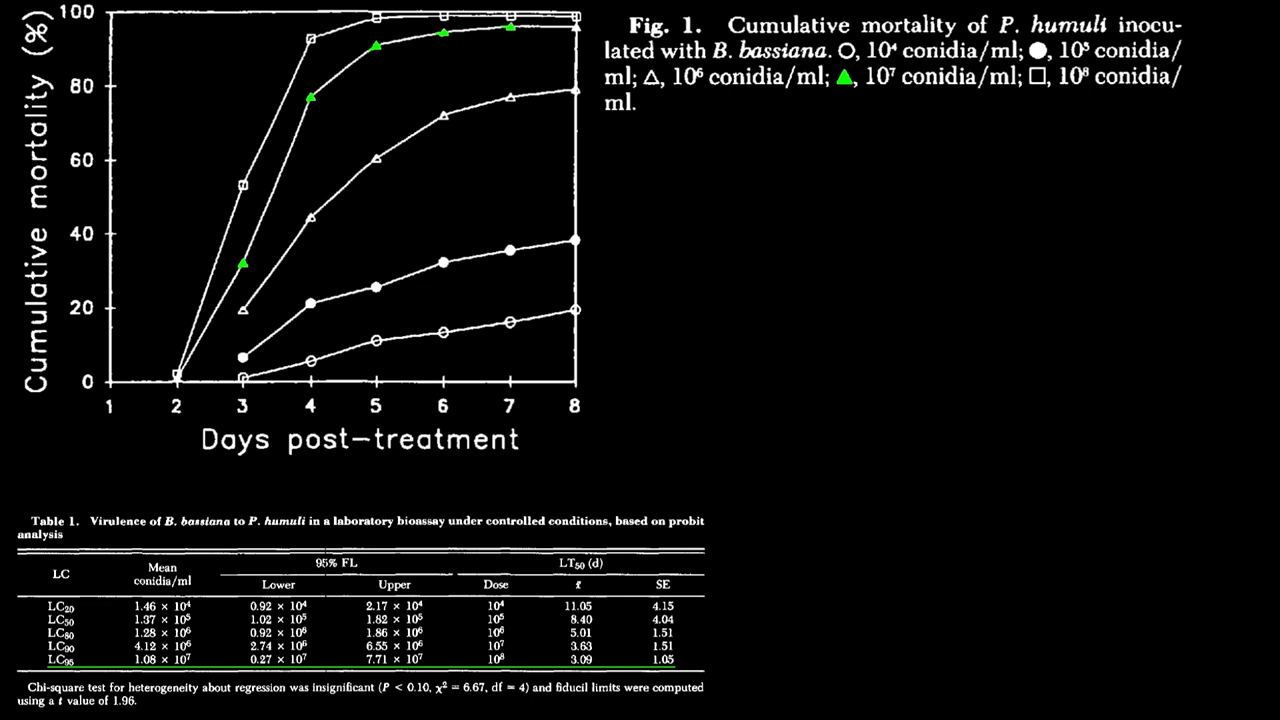 Cumulative mortality (%)
100
80
60
40
20
0
1 2 3 4 5 6 7 8
Days post-treatment
Fig. 1. Cumulative mortality of P. humuli inocu-
lated with B. bassiana. O, 10⁴ conidia/ml; ●, 10⁵ conidia/
ml; △, 10⁶ conidia/ml; ▲, 10⁷ conidia/ml; □, 10⁸ conidia/
ml.
Table 1. Virulence of B. bassiana to P. humuli in a laboratory bioassay under controlled conditions, based on probit
analysis
LC Mean conidia/ml 95% FL LT₅₀ (d)
Lower Upper Dose x̄ SE
LC₂₀ 1.46 × 10⁴ 0.92 × 10⁴ 2.17 × 10⁴ 10⁴ 11.05 4.15
LC₅₀ 1.37 × 10⁵ 1.02 × 10⁵ 1.82 × 10⁵ 10⁵ 8.40 4.04
LC₈₀ 1.28 × 10⁶ 0.92 × 10⁶ 1.86 × 10⁶ 10⁶ 5.01 1.51
LC₉₀ 4.12 × 10⁶ 2.74 × 10⁶ 6.55 × 10⁶ 10⁷ 3.63 1.51
LC₉₅ 1.08 × 10⁷ 0.27 × 10⁷ 7.71 × 10⁷ 10⁸ 3.09 1.05
Chi-square test for heterogeneity about regression was insignificant (P < 0.10, χ² = 6.67, df = 4) and fiducil limits were computed
using a t value of 1.96.